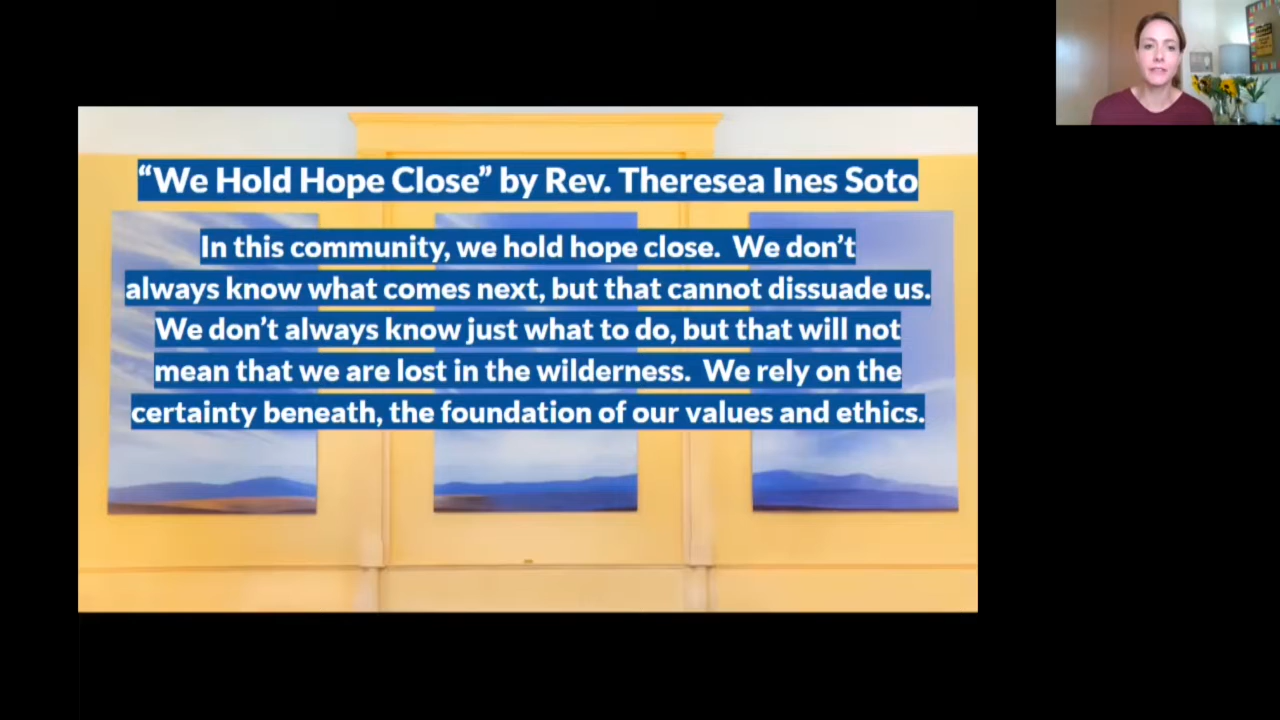 “We Hold Hope Close” by Rev. Theresea Ines Soto
In this community, we hold hope close. We don’t
always know what comes next, but that cannot dissuade us.
We don’t always know just what to do, but that will not
mean that we are lost in the wilderness. We rely on the
certainty beneath, the foundation of our values and ethics.